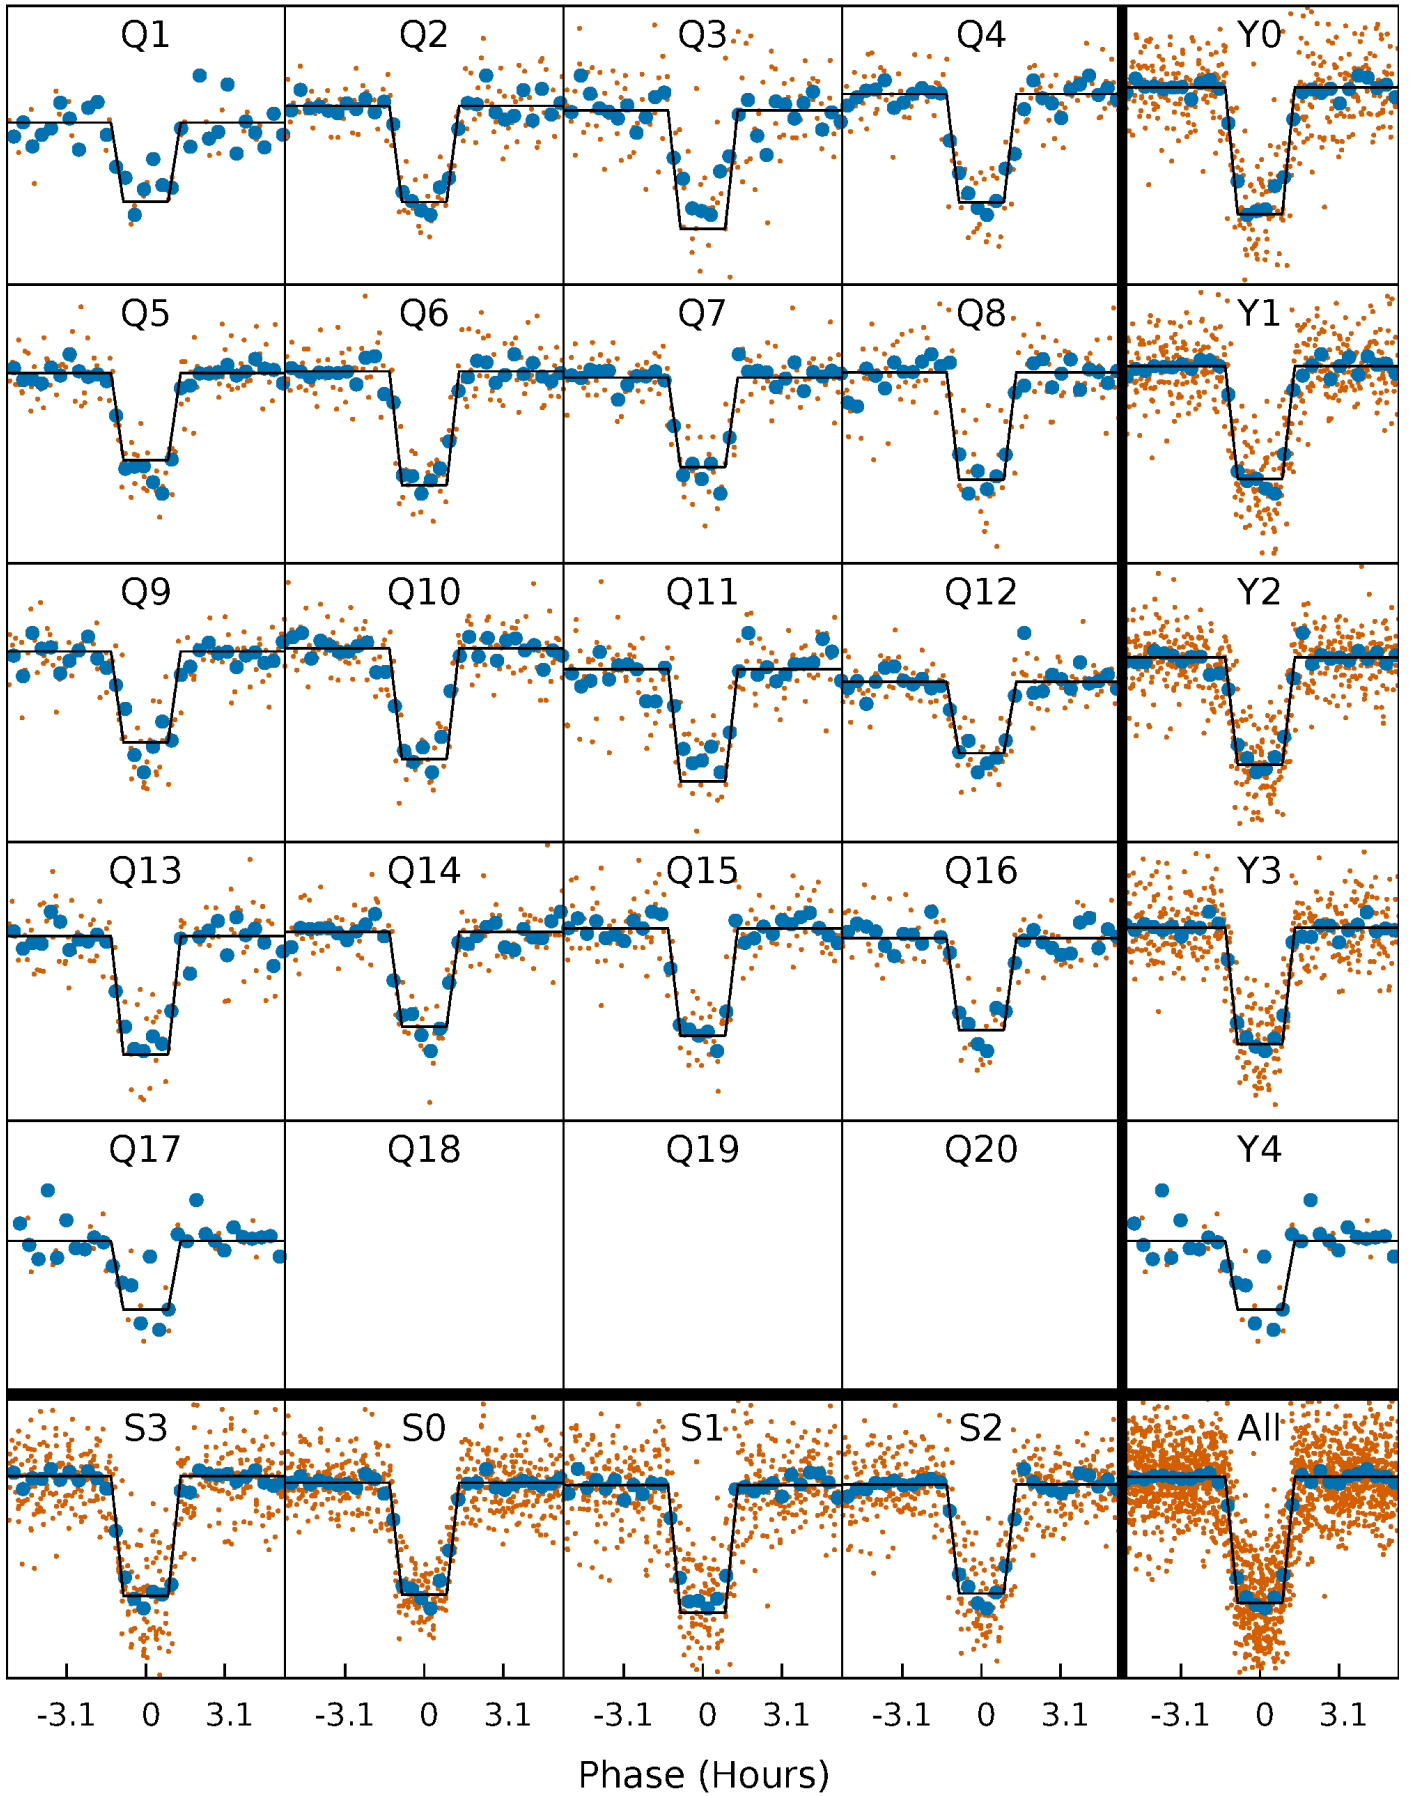 Q1 Q2 Q3 Q4 Y0
Q5 Q6 Q7 Q8 Y1
Q9 Q10 Q11 Q12 Y2
Q13 Q14 Q15 Q16 Y3
Q17 Q18 Q19 Q20 Y4
S3 S0 S1 S2 All
-3.1 0 3.1 -3.1 0 3.1 -3.1 0 3.1 -3.1 0 3.1 -3.1 0 3.1
Phase (Hours)